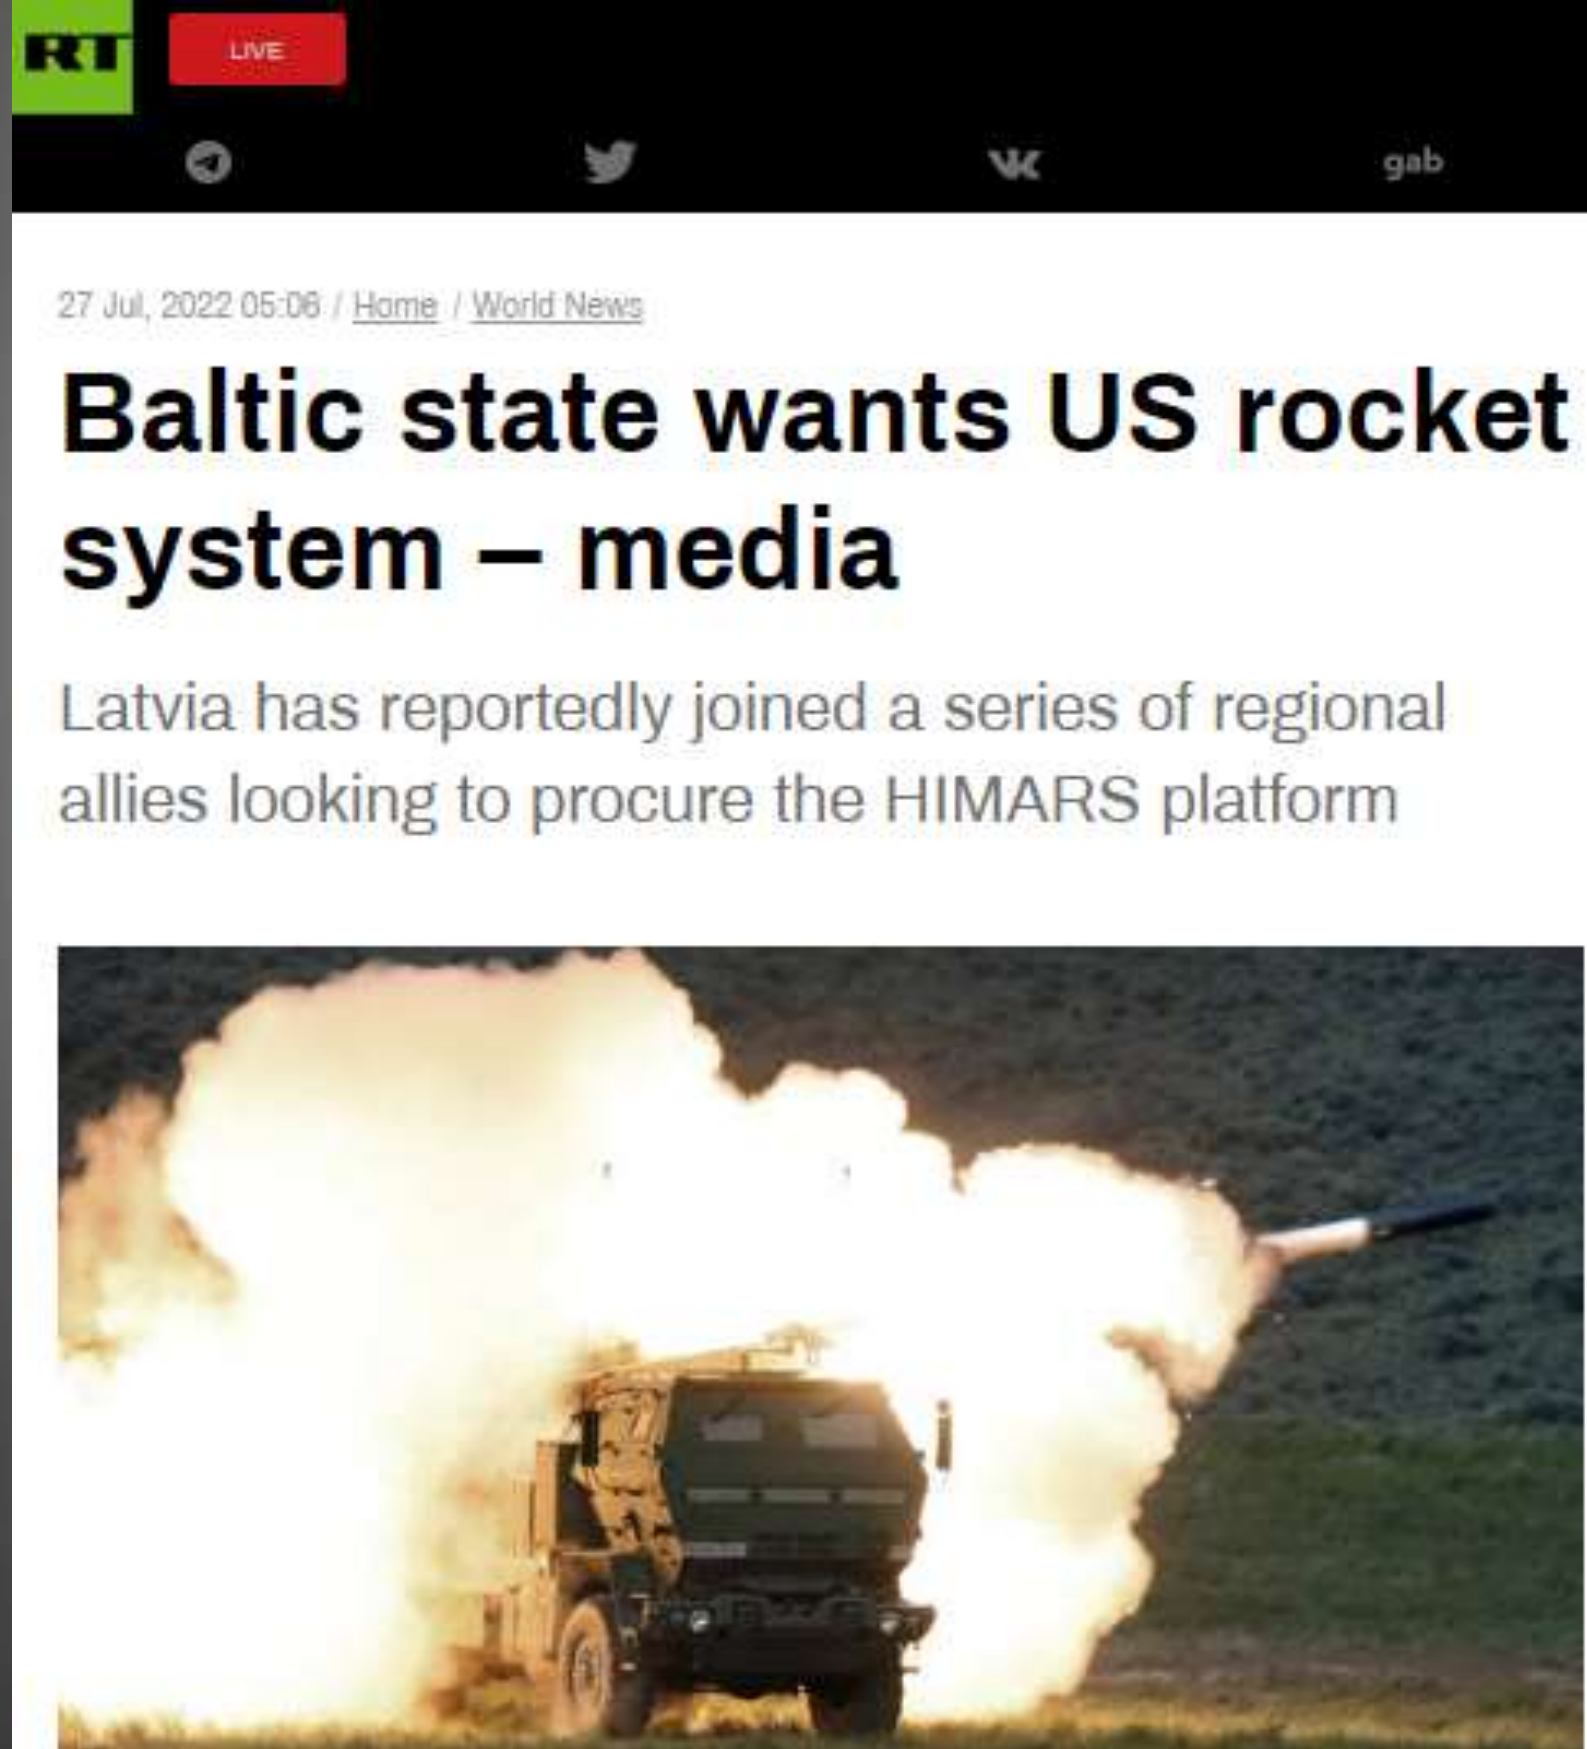 RT
LIVE
gab
27 Jul, 2022 05:06 / Home / World News
Baltic state wants US rocket
system – media
Latvia has reportedly joined a series of regional
allies looking to procure the HIMARS platform